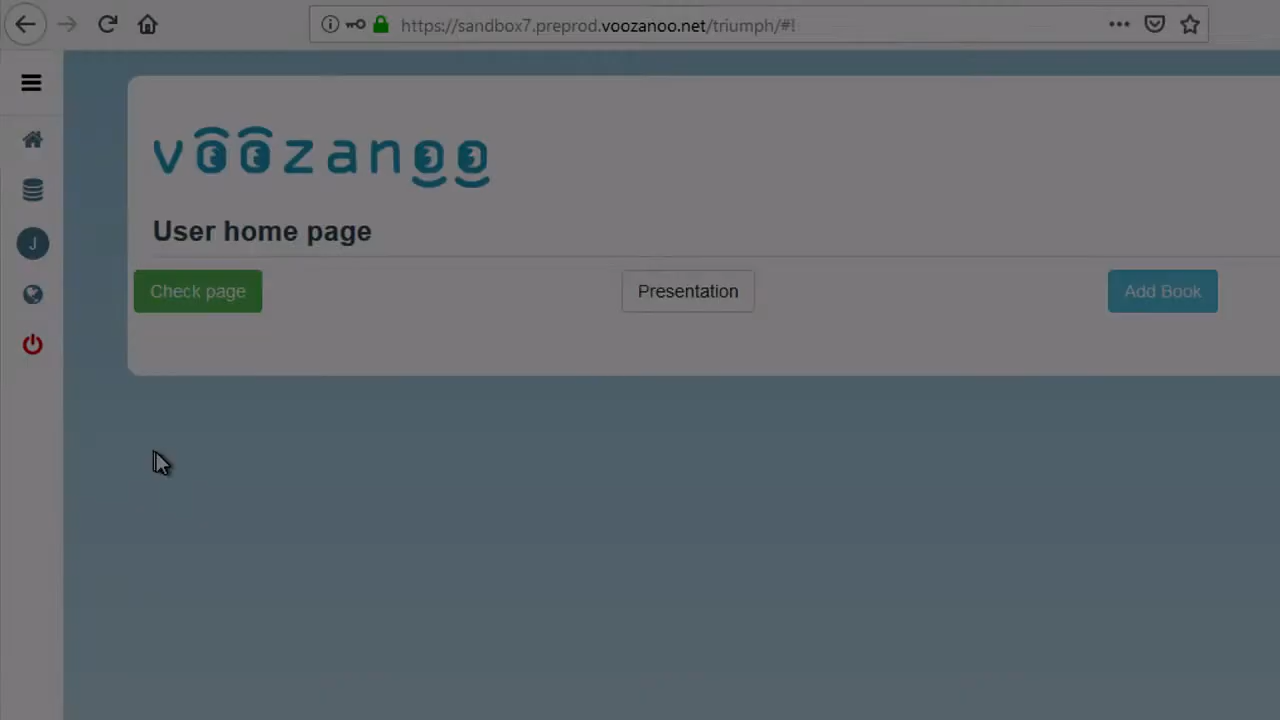 https://sandbox7.preprod.voozanoo.net/triumph/#!
voozanoo
User home page
Check page
Presentation
Add Book
J